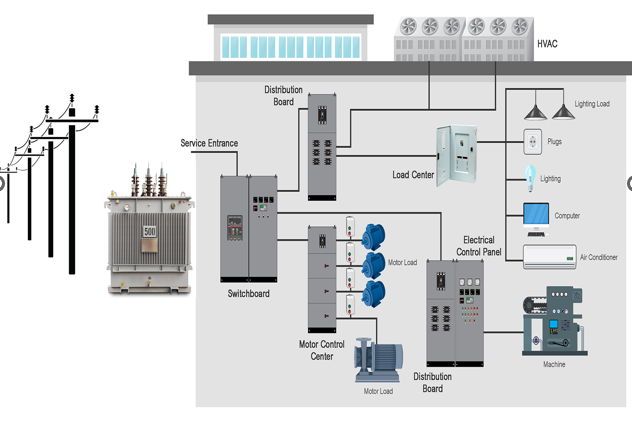 HVAC
Distribution
Board
Lighting Load
Service Entrance
Plugs
Load Center
Lighting
500
Computer
Electrical
Control Panel
Air Conditioner
Motor Load
Switchboard
Motor Control
Center
Machine
Distribution
Board
Motor Load